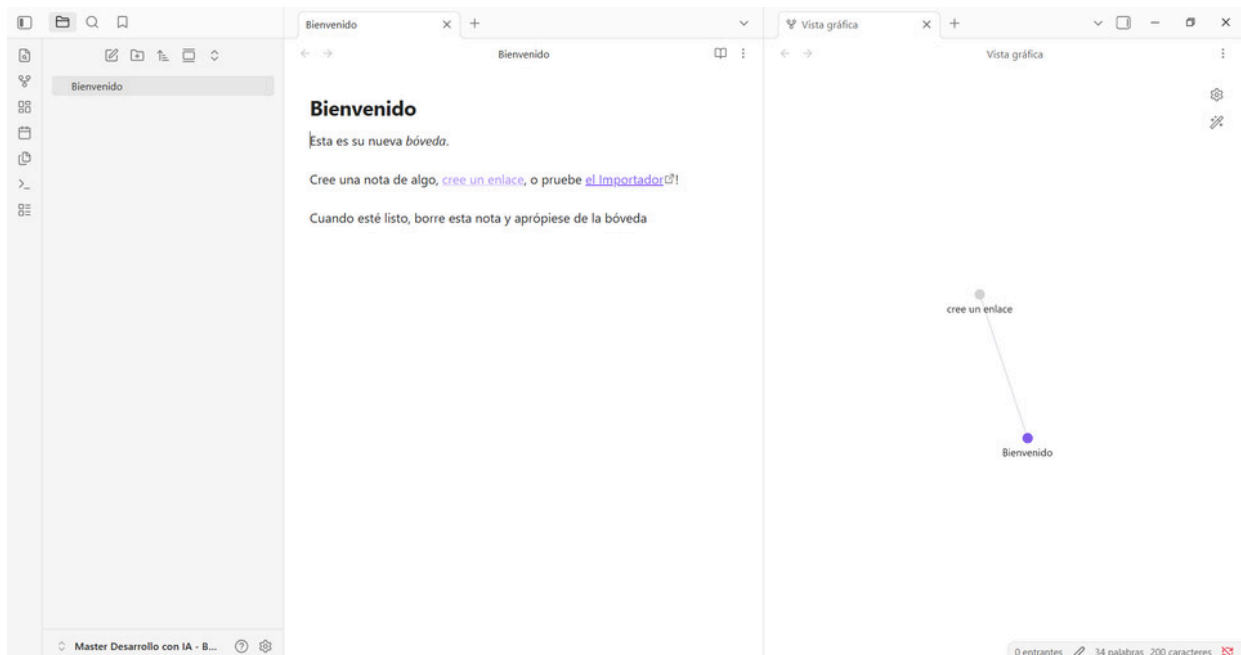 Bienvenido
Vista gráfica
Bienvenido
Vista gráfica
Bienvenido
Bienvenido
Esta es su nueva bóveda.
Cree una nota de algo, cree un enlace, o pruebe el Importador!
Cuando esté listo, borre esta nota y aprópiese de la bóveda
cree un enlace
Bienvenido
Master Desarrollo con IA - B...
0 entrantes 34 palabras 200 caracteres